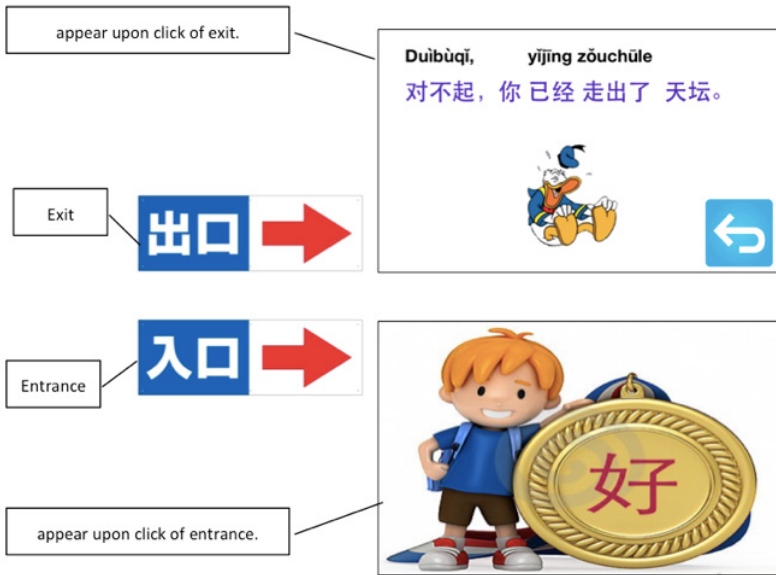 appear upon click of exit.
Duìbùqǐ, yǐjīng zǒuchūle
对不起，你 已经 走出了 天坛。
Exit
出口
入口
Entrance
好
appear upon click of entrance.